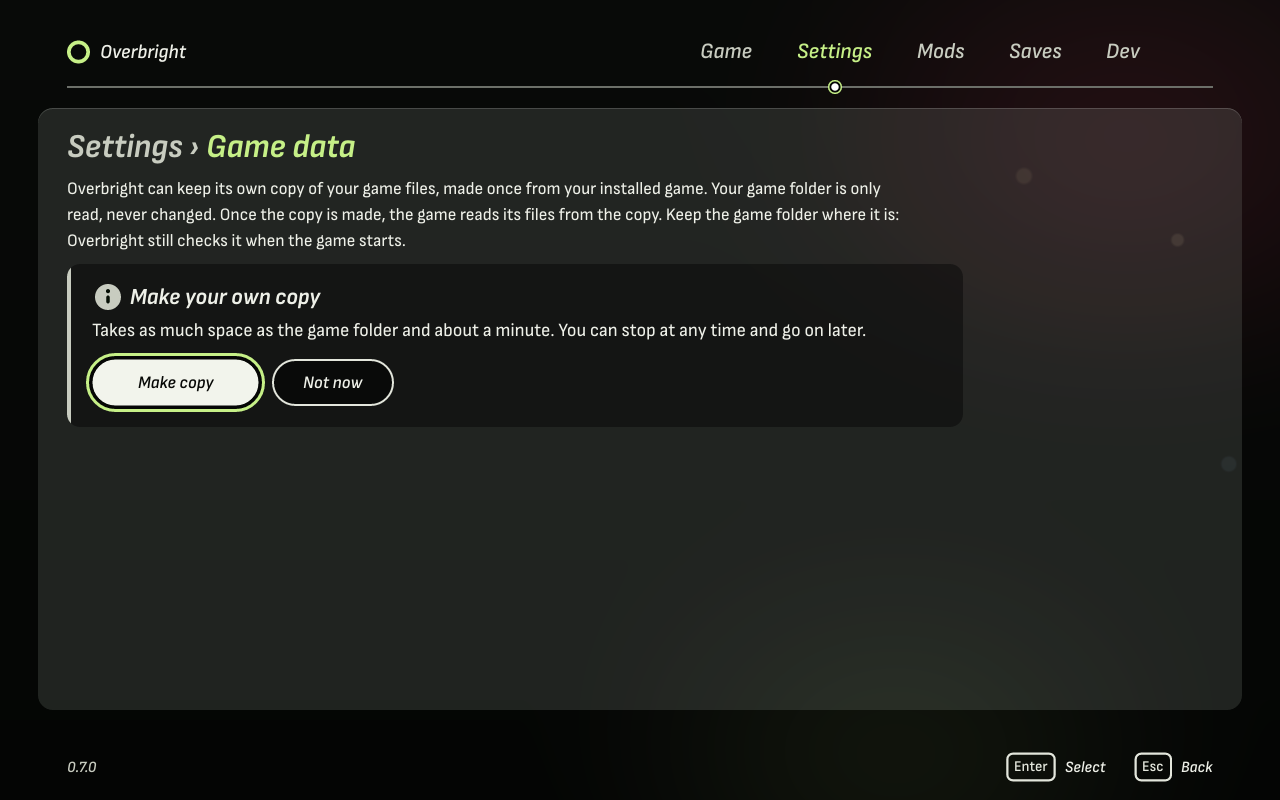 Overbright
Game Settings Mods Saves Dev
Settings › Game data
Overbright can keep its own copy of your game files, made once from your installed game. Your game folder is only
read, never changed. Once the copy is made, the game reads its files from the copy. Keep the game folder where it is:
Overbright still checks it when the game starts.
Make your own copy
Takes as much space as the game folder and about a minute. You can stop at any time and go on later.
Make copy Not now
0.7.0 Enter Select Esc Back